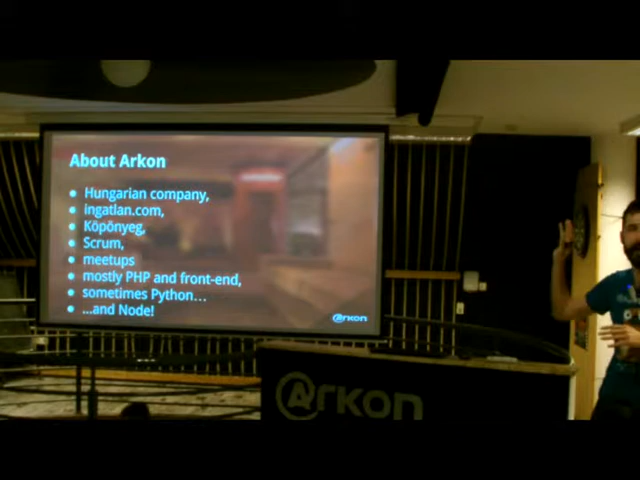 About Arkon
Hungarian company,
ingatlan.com,
Köpönyeg,
Scrum,
meetups
mostly PHP and front-end,
sometimes Python...
...and Node!
Arkon
Arkon